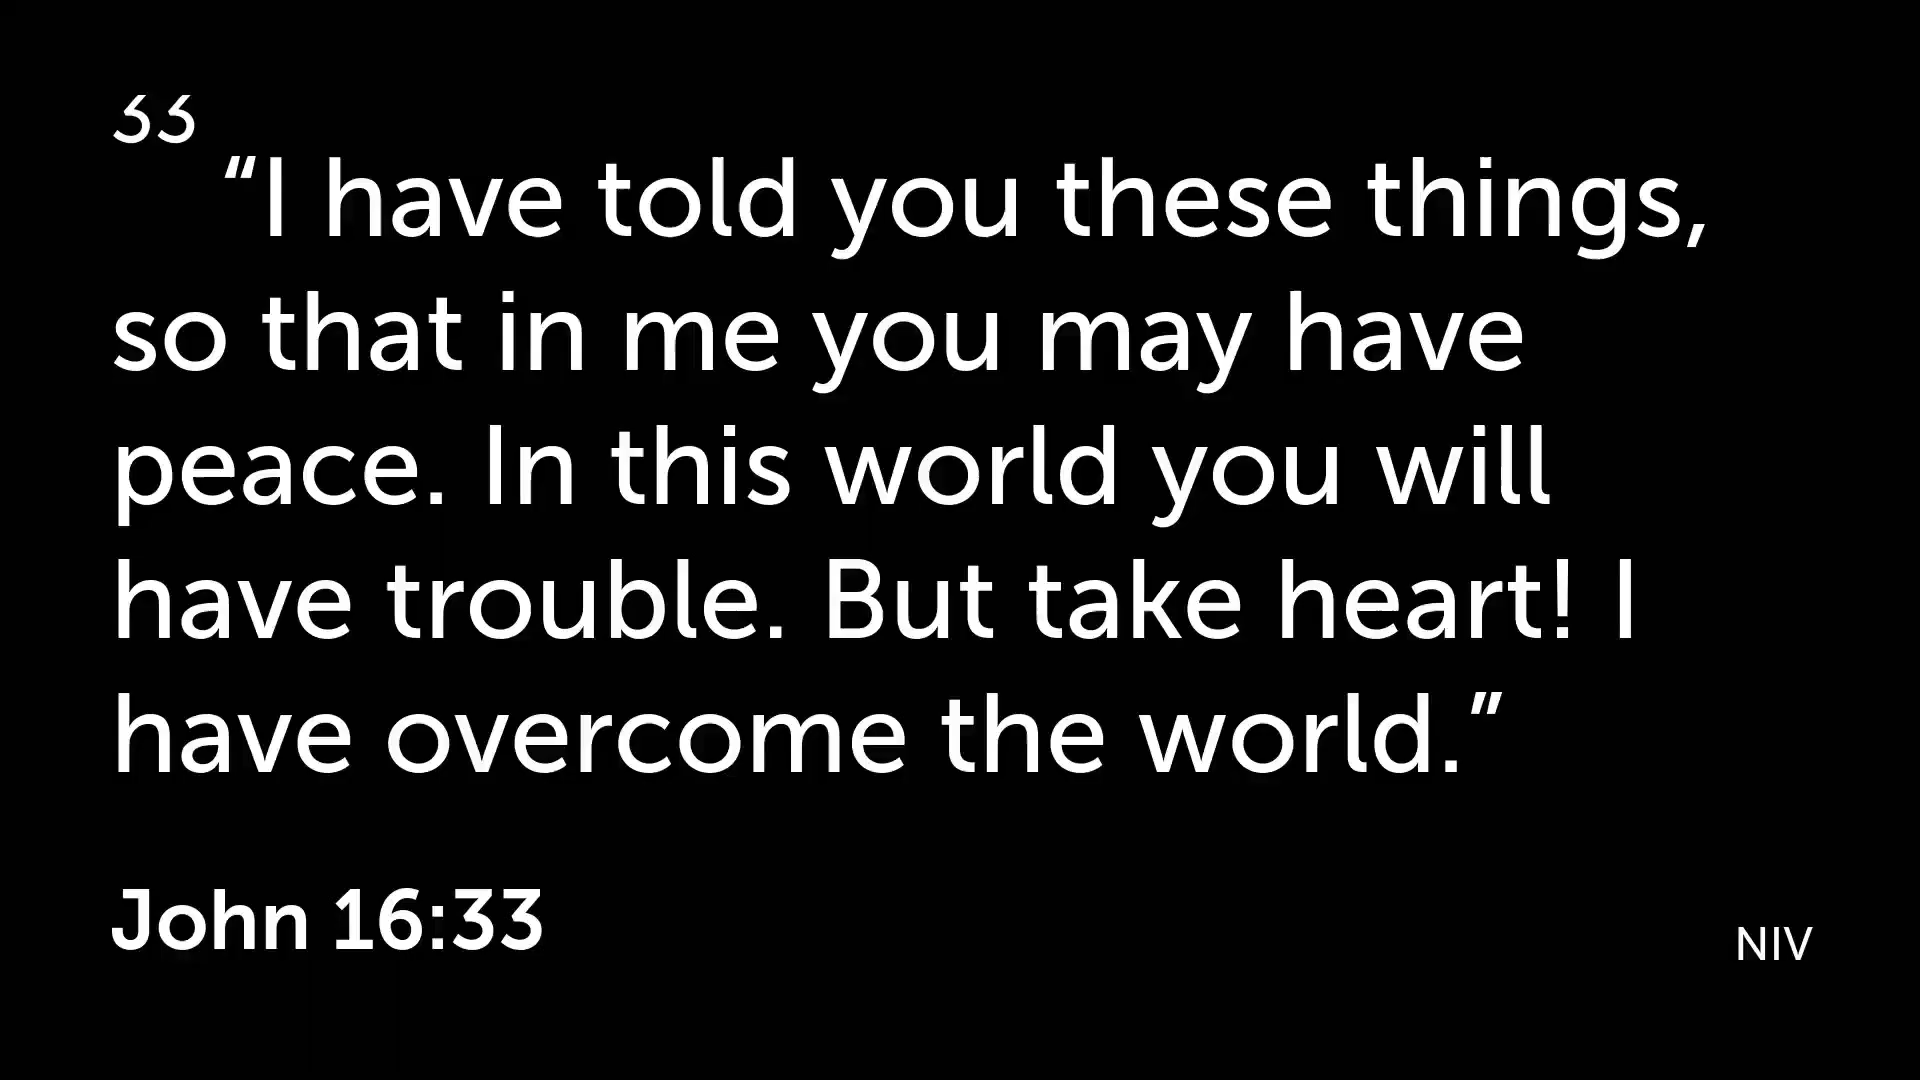 33
“I have told you these things,
so that in me you may have
peace. In this world you will
have trouble. But take heart! I
have overcome the world.”
John 16:33
NIV